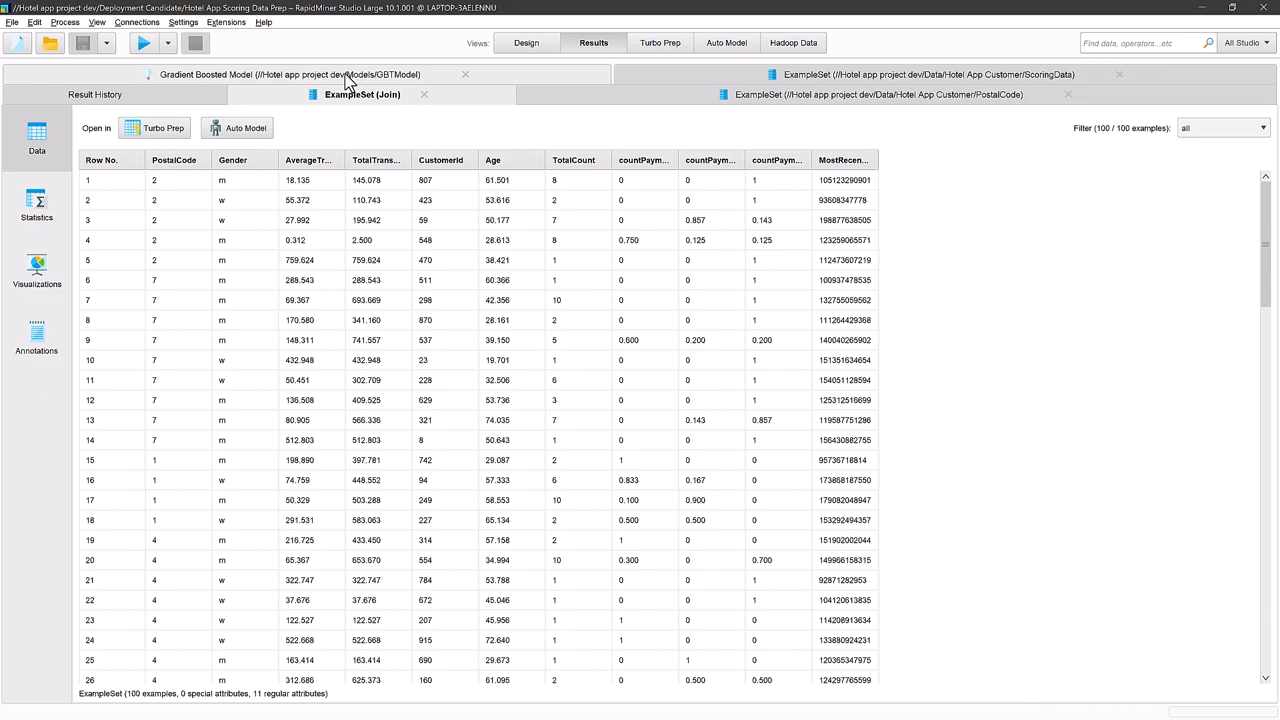 //Hotel app project dev/Deployment Candidate/Hotel App Scoring Data Prep – RapidMiner Studio Large 10.1.001 @ LAPTOP-3AELENNU
File Edit Process View Connections Settings Extensions Help
Views: Design Results Turbo Prep Auto Model Hadoop Data Find data, operators...etc All Studio
Gradient Boosted Model (//Hotel app project dev/Models/GBTModel) ExampleSet (//Hotel app project dev/Data/Hotel App Customer/ScoringData)
Result History ExampleSet (Join) ExampleSet (//Hotel app project dev/Data/Hotel App Customer/PostalCode)
Data Open in Turbo Prep Auto Model Filter (100 / 100 examples): all
Row No. PostalCode Gender AverageTr... TotalTrans... CustomerId Age TotalCount countPaym... countPaym... countPaym... MostRecen...
1 2 m 18.135 145.078 807 61.501 8 0 0 1 105123290901
2 2 w 55.372 110.743 423 53.616 2 0 0 1 93608347778
3 2 w 27.992 195.942 59 50.177 7 0 0.857 0.143 198877638505
4 2 m 0.312 2.500 548 28.613 8 0.750 0.125 0.125 123259065571
5 2 m 759.624 759.624 470 38.421 1 0 0 1 112473607219
6 7 m 288.543 288.543 511 60.366 1 0 0 1 100937478535
7 7 m 69.367 693.669 298 42.356 10 0 0 1 132755059562
8 7 m 170.580 341.160 870 28.161 2 0 0 1 111264429368
9 7 m 148.311 741.557 537 39.150 5 0.600 0.200 0.200 140040265902
10 7 w 432.948 432.948 23 19.701 1 0 0 1 151351634654
11 7 w 50.451 302.709 228 32.506 6 0 0 1 154051128594
12 7 m 136.508 409.525 629 53.736 3 0 0 1 125312516699
13 7 m 80.905 566.336 321 74.035 7 0 0.143 0.857 119587751286
14 7 m 512.803 512.803 8 50.643 1 0 0 1 156430882755
15 1 m 198.890 397.781 742 29.087 2 1 0 0 95736718814
16 1 w 74.759 448.552 94 57.333 6 0.833 0.167 0 173868187550
17 1 m 50.329 503.288 249 58.553 10 0.100 0.900 0 179082048947
18 1 w 291.531 583.063 227 65.134 2 0.500 0.500 0 153292494357
19 4 m 216.725 433.450 314 57.158 2 1 0 0 151902002044
20 4 m 65.367 653.670 554 34.994 10 0.300 0 0.700 149966158315
21 4 w 322.747 322.747 784 53.788 1 0 0 1 92871282953
22 4 w 37.676 37.676 672 45.046 1 0 0 1 104120613835
23 4 w 122.527 122.527 207 45.956 1 1 0 0 114208913634
24 4 w 522.668 522.668 915 72.640 1 1 0 0 133880924231
25 4 m 163.414 163.414 690 29.673 1 0 1 0 120365347975
26 4 m 312.686 625.373 160 61.095 2 0 0.500 0.500 124297765599
Statistics
Visualizations
Annotations
ExampleSet (100 examples, 0 special attributes, 11 regular attributes)